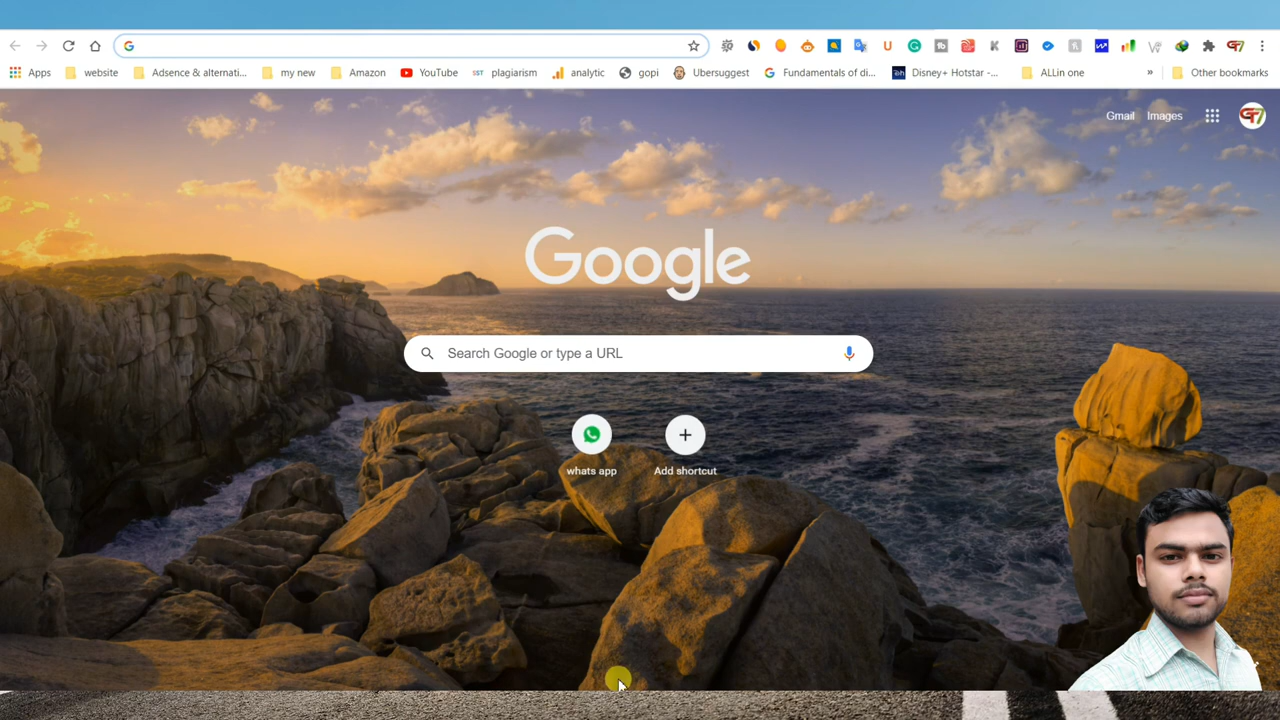 Apps website Adsence & alternati... my new Amazon YouTube SST plagiarism analytic gopi Ubersuggest Fundamentals of di... Disney+ Hotstar -... ALLin one » Other bookmarks
Gmail Images
Google
Search Google or type a URL
whats app Add shortcut